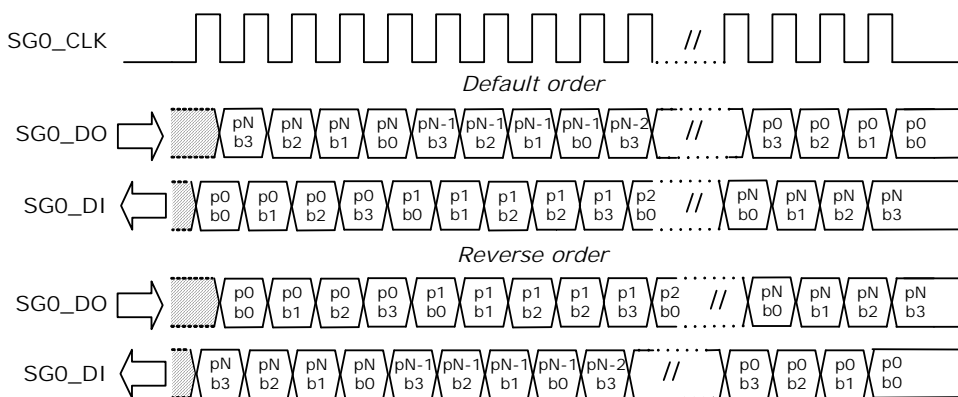 SG0_CLK //
Default order
SG0_DO pN pN pN pN pN-1 pN-1 pN-1 pN-1 pN-2 // p0 p0 p0 p0
b3 b2 b1 b0 b3 b2 b1 b0 b3 b3 b2 b1 b0
SG0_DI p0 p0 p0 p0 p1 p1 p1 p1 p1 p2 // pN pN pN pN
b0 b1 b2 b3 b0 b1 b2 b2 b3 b0 b0 b1 b2 b3
Reverse order
SG0_DO p0 p0 p0 p0 p1 p1 p1 p1 p1 p2 // pN pN pN pN
b0 b1 b2 b3 b0 b1 b2 b2 b3 b0 b0 b1 b2 b3
SG0_DI pN pN pN pN pN-1 pN-1 pN-1 pN-1 pN-2 // p0 p0 p0 p0
b3 b2 b1 b0 b3 b2 b1 b0 b3 b3 b2 b1 b0